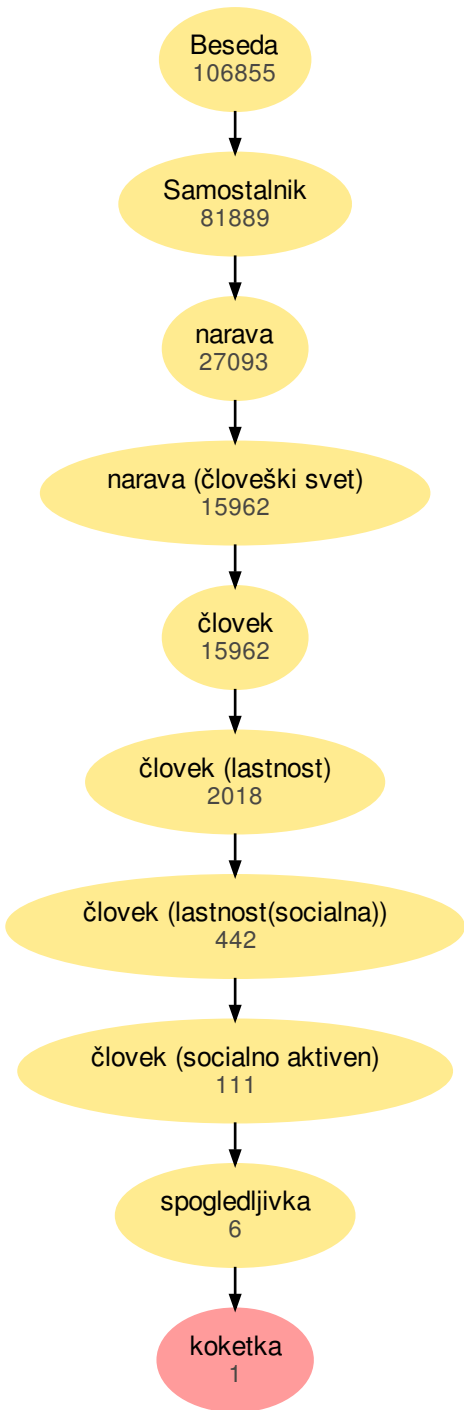 Beseda
106855
Samostalnik
81889
narava
27093
narava (človeški svet)
15962
človek
15962
človek (lastnost)
2018
človek (lastnost(socialna))
442
človek (socialno aktiven)
111
spogledljivka
6
koketka
1